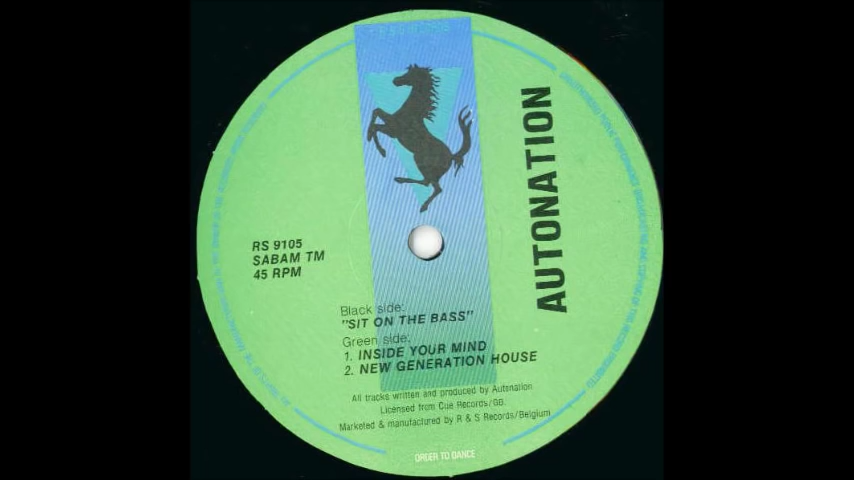 AUTONATION
RS 9105
SABAM TM
45 RPM
Black side:
"SIT ON THE BASS"
Green side:
1. INSIDE YOUR MIND
2. NEW GENERATION HOUSE
All tracks written and produced by Autonation
Licensed from Cue Records/GB.
Marketed & manufactured by R & S Records/Belgium
ORDER TO DANCE